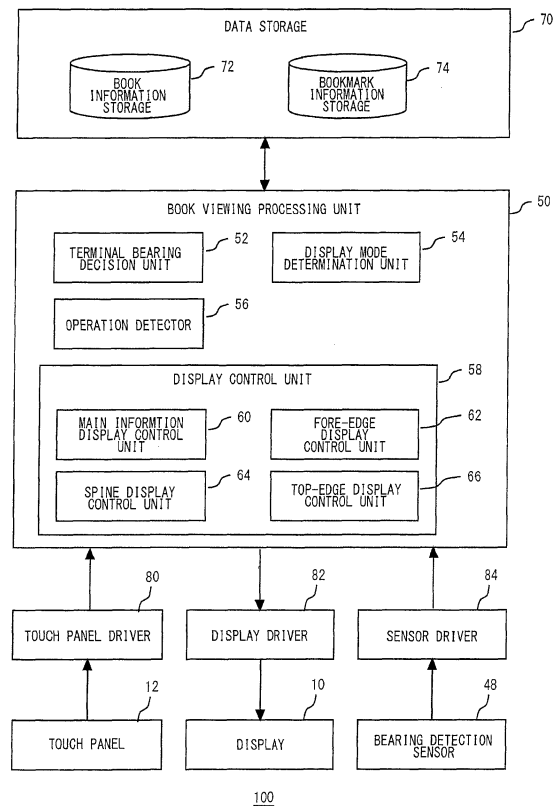 DATA STORAGE
70
BOOK
INFORMATION
STORAGE
72
BOOKMARK
INFORMATION
STORAGE
74
BOOK VIEWING PROCESSING UNIT
50
TERMINAL BEARING
DECISION UNIT
52
DISPLAY MODE
DETERMINATION UNIT
54
OPERATION DETECTOR
56
DISPLAY CONTROL UNIT
58
MAIN INFORMTION
DISPLAY CONTROL
UNIT
60
FORE-EDGE
DISPLAY
CONTROL UNIT
62
SPINE DISPLAY
CONTROL UNIT
64
TOP-EDGE DISPLAY
CONTROL UNIT
66
TOUCH PANEL DRIVER
80
DISPLAY DRIVER
82
SENSOR DRIVER
84
TOUCH PANEL
12
DISPLAY
10
BEARING DETECTION
SENSOR
48
100